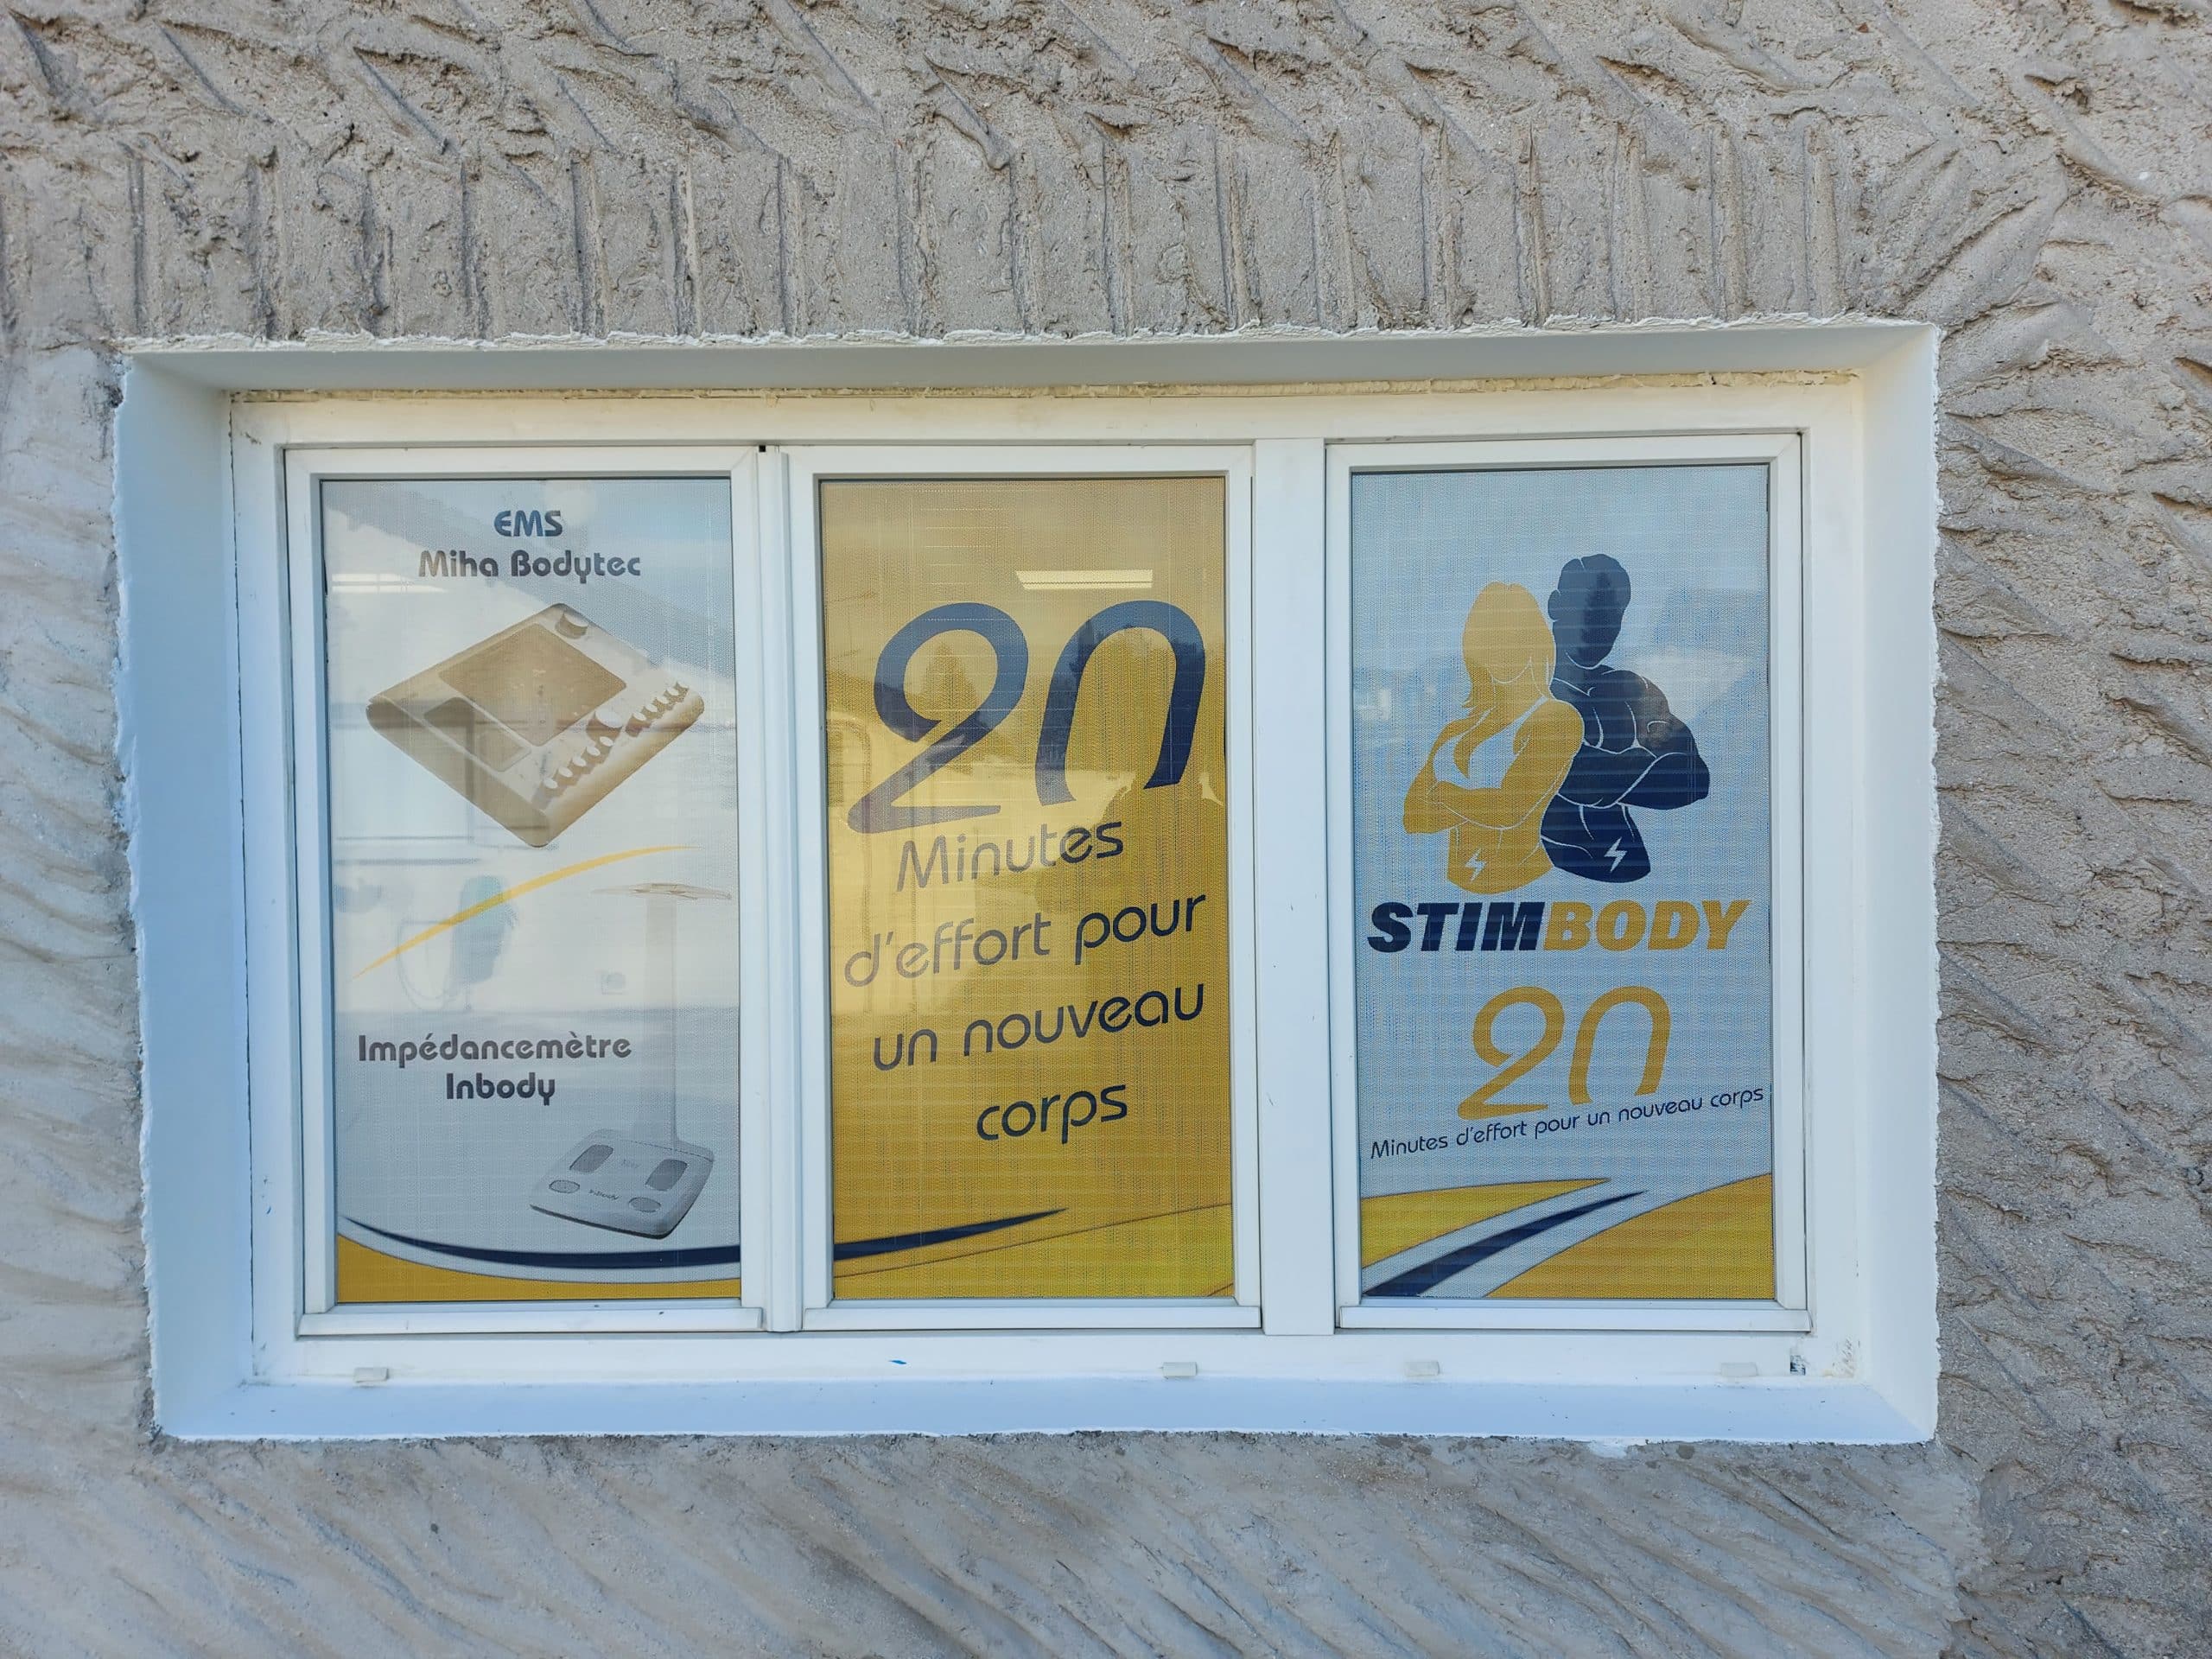 EMS
Miha Bodytec
Impédancemètre
Inbody
20
Minutes
d'effort pour
un nouveau
corps
STIMBODY
20
Minutes d'effort pour un nouveau corps